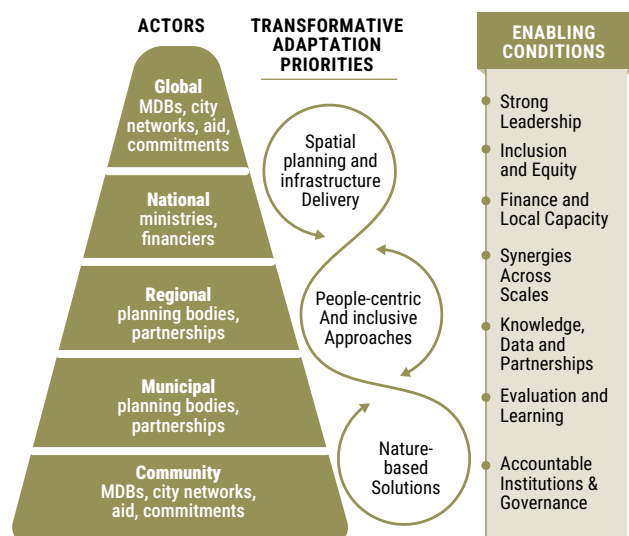 ACTORS
Global
MDBs, city
networks, aid,
commitments
National
ministries,
financiers
Regional
planning bodies,
partnerships
Municipal
planning bodies,
partnerships
Community
MDBs, city networks,
aid, commitments
TRANSFORMATIVE
ADAPTATION
PRIORITIES
Spatial
planning and
infrastructure
Delivery
People-centric
And inclusive
Approaches
Nature-
based
Solutions
ENABLING
CONDITIONS
Strong
Leadership
Inclusion
and Equity
Finance and
Local Capacity
Synergies
Across
Scales
Knowledge,
Data and
Partnerships
Evaluation and
Learning
Accountable
Institutions &
Governance